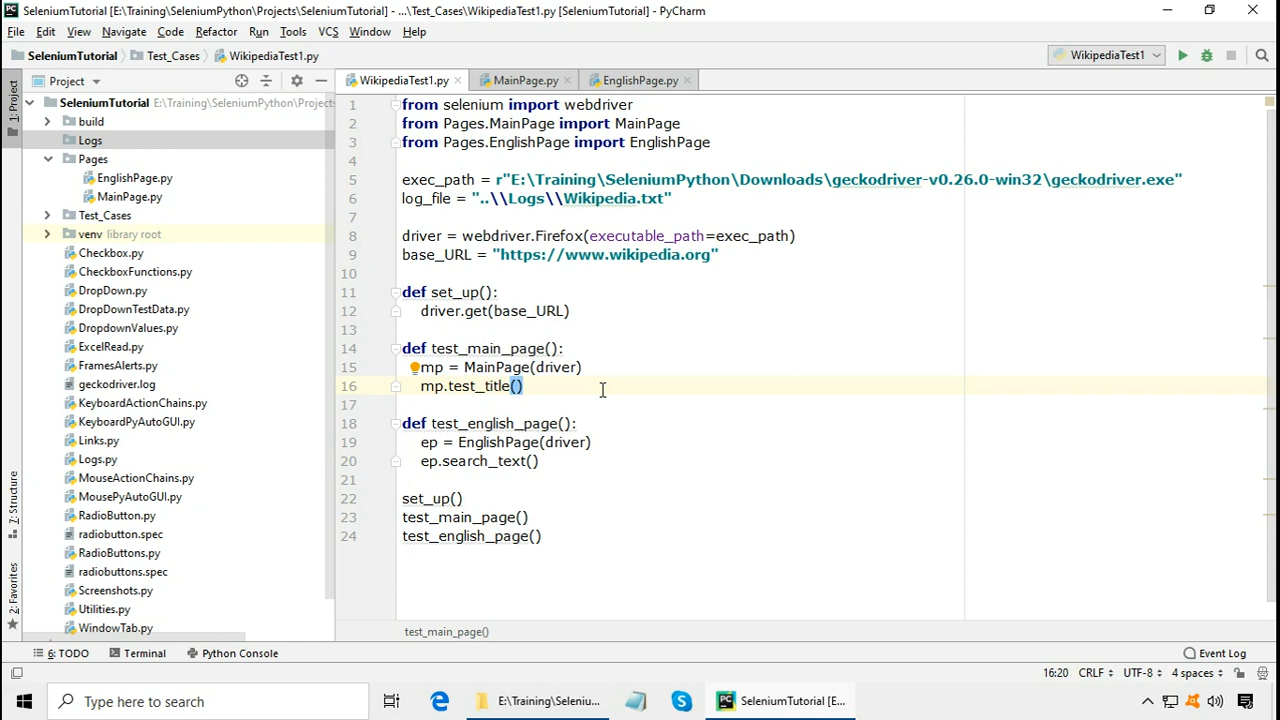 SeleniumTutorial [E:\Training\SeleniumPython\Projects\SeleniumTutorial] - ...\Test_Cases\WikipediaTest1.py [SeleniumTutorial] - PyCharm
File Edit View Navigate Code Refactor Run Tools VCS Window Help
SeleniumTutorial Test_Cases WikipediaTest1.py WikipediaTest1
1: Project
Project
WikipediaTest1.py MainPage.py EnglishPage.py
SeleniumTutorial E:\Training\SeleniumPython\Project
build
Logs
Pages
EnglishPage.py
MainPage.py
Test_Cases
venv library root
Checkbox.py
CheckboxFunctions.py
DropDown.py
DropDownTestData.py
DropdownValues.py
ExcelRead.py
FramesAlerts.py
geckodriver.log
KeyboardActionChains.py
KeyboardPyAutoGUI.py
Links.py
Logs.py
MouseActionChains.py
MousePyAutoGUI.py
RadioButton.py
radiobutton.spec
RadioButtons.py
radiobuttons.spec
Screenshots.py
Utilities.py
WindowTab.py
7: Structure
2: Favorites
1 from selenium import webdriver
2 from Pages.MainPage import MainPage
3 from Pages.EnglishPage import EnglishPage
4
5 exec_path = r"E:\Training\SeleniumPython\Downloads\geckodriver-v0.26.0-win32\geckodriver.exe"
6 log_file = "..\\Logs\\Wikipedia.txt"
7
8 driver = webdriver.Firefox(executable_path=exec_path)
9 base_URL = "https://www.wikipedia.org"
10
11 def set_up():
12 driver.get(base_URL)
13
14 def test_main_page():
15 mp = MainPage(driver)
16 mp.test_title()
17
18 def test_english_page():
19 ep = EnglishPage(driver)
20 ep.search_text()
21
22 set_up()
23 test_main_page()
24 test_english_page()
test_main_page()
6: TODO Terminal Python Console Event Log
16:20 CRLF UTF-8 4 spaces
Type here to search E:\Training\Seleniu... SeleniumTutorial [E...